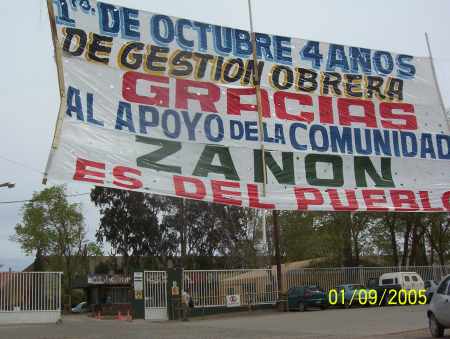 1ro. DE OCTUBRE 4 AÑOS
DE GESTION OBRERA
GRACIAS
AL APOYO DE LA COMUNIDAD
ZANON
ES DEL PUEBLO
01/09/2005